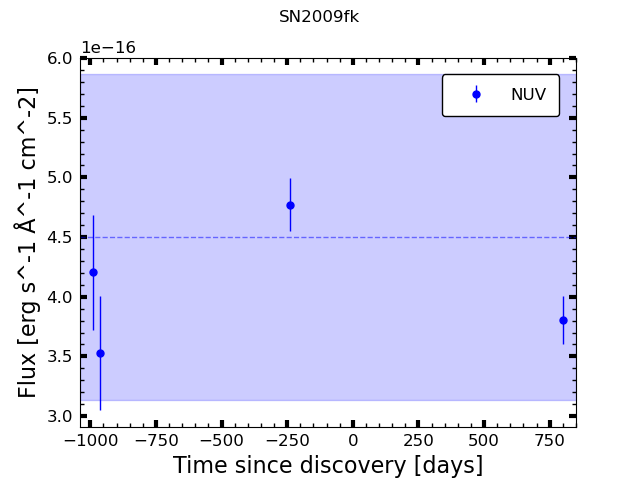 SN2009fk
1e−16
6.0
5.5
5.0
4.5
4.0
3.5
3.0
Flux [erg s^-1 Å^-1 cm^-2]
NUV
−1000 −750 −500 −250 0 250 500 750
Time since discovery [days]